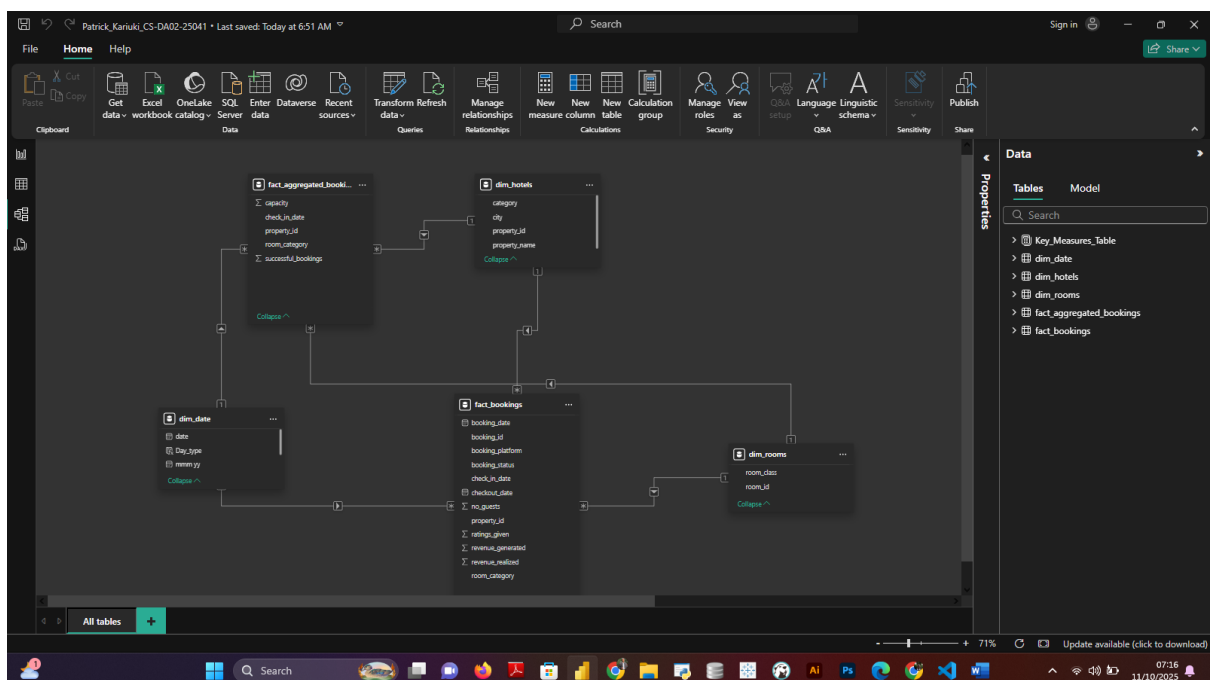 Patrick_Kariuki_CS-DA02-25041 • Last saved: Today at 6:51 AM
Search
Sign in
File Home Help
Share
Paste
Cut
Copy
Get data
Excel workbook
OneLake catalog
SQL Server
Enter data
Dataverse
Recent sources
Transform data
Refresh
Manage relationships
New measure
New column
New table
Calculation group
Manage roles
View as
Q&A setup
Language
Linguistic schema
Sensitivity
Publish
Clipboard
Data
Queries
Relationships
Calculations
Security
Q&A
Sensitivity
Share
fact_aggregated_booki...
capacity
check_in_date
property_id
room_category
successful_bookings
Collapse
dim_hotels
category
city
property_id
property_name
Collapse
dim_date
date
Day_type
mmm yy
Collapse
fact_bookings
booking_date
booking_id
booking_platform
booking_status
check_in_date
checkout_date
no_guests
property_id
ratings_given
revenue_generated
revenue_realized
room_category
dim_rooms
room_class
room_id
Collapse
Properties
Data
Tables Model
Search
Key_Measures_Table
dim_date
dim_hotels
dim_rooms
fact_aggregated_bookings
fact_bookings
All tables
71%
Update available (click to download)
Search
07:16
11/10/2025